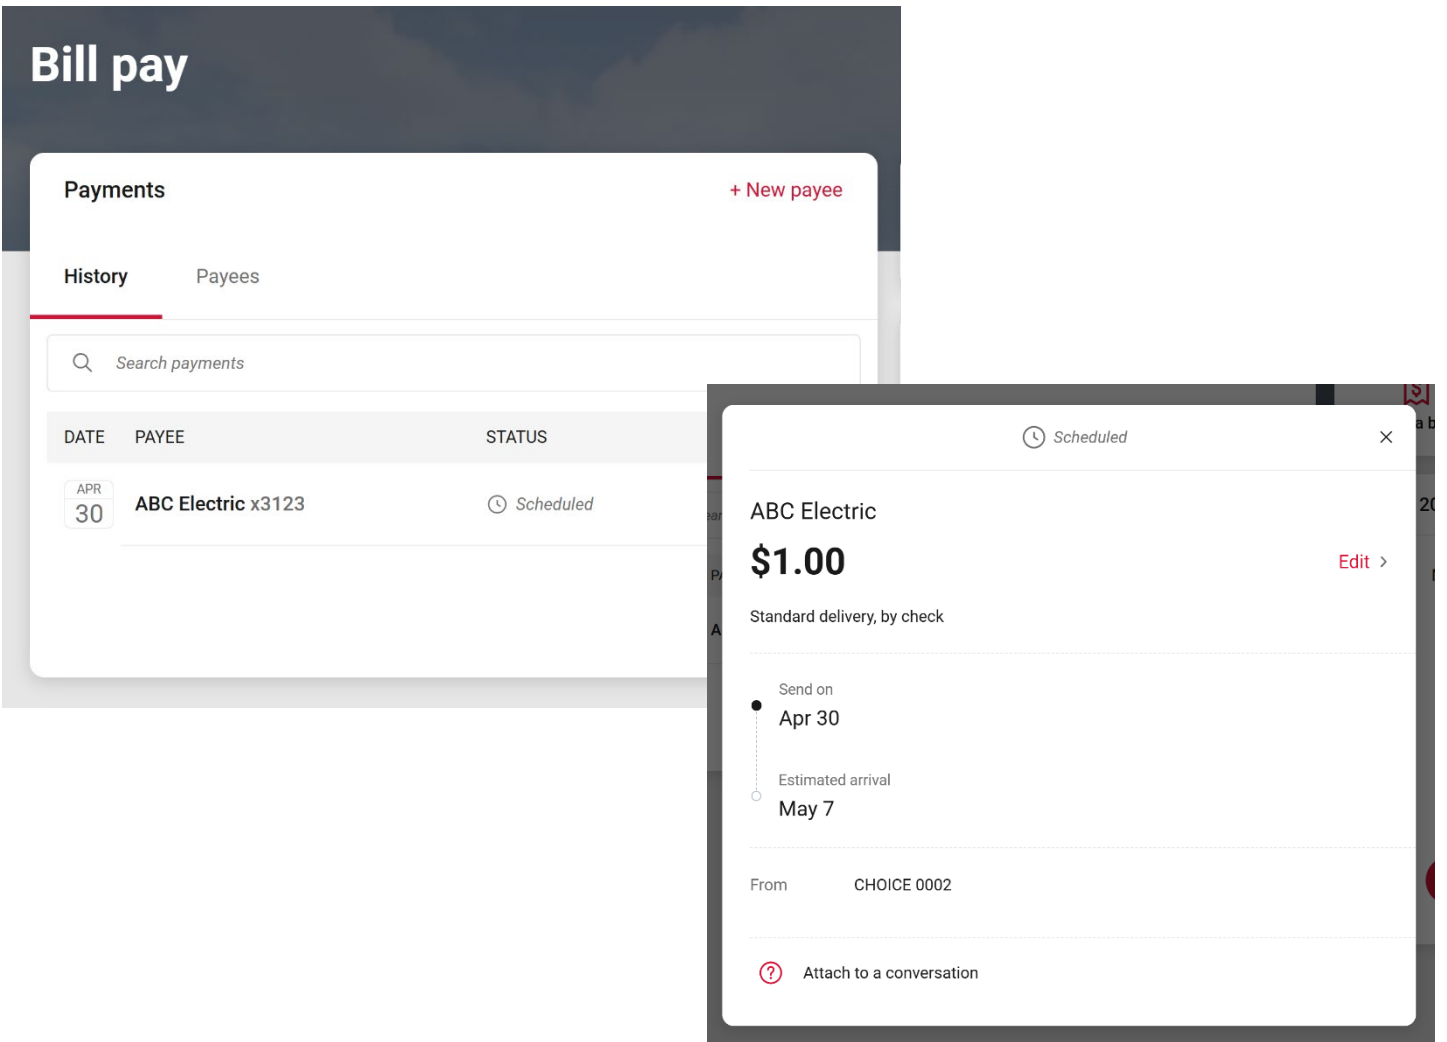 Bill pay
Payments
+ New payee
History
Payees
Search payments
DATE PAYEE STATUS
APR
30
ABC Electric x3123
Scheduled
Scheduled
ABC Electric
$1.00
Edit
Standard delivery, by check
Send on
Apr 30
Estimated arrival
May 7
From CHOICE 0002
Attach to a conversation